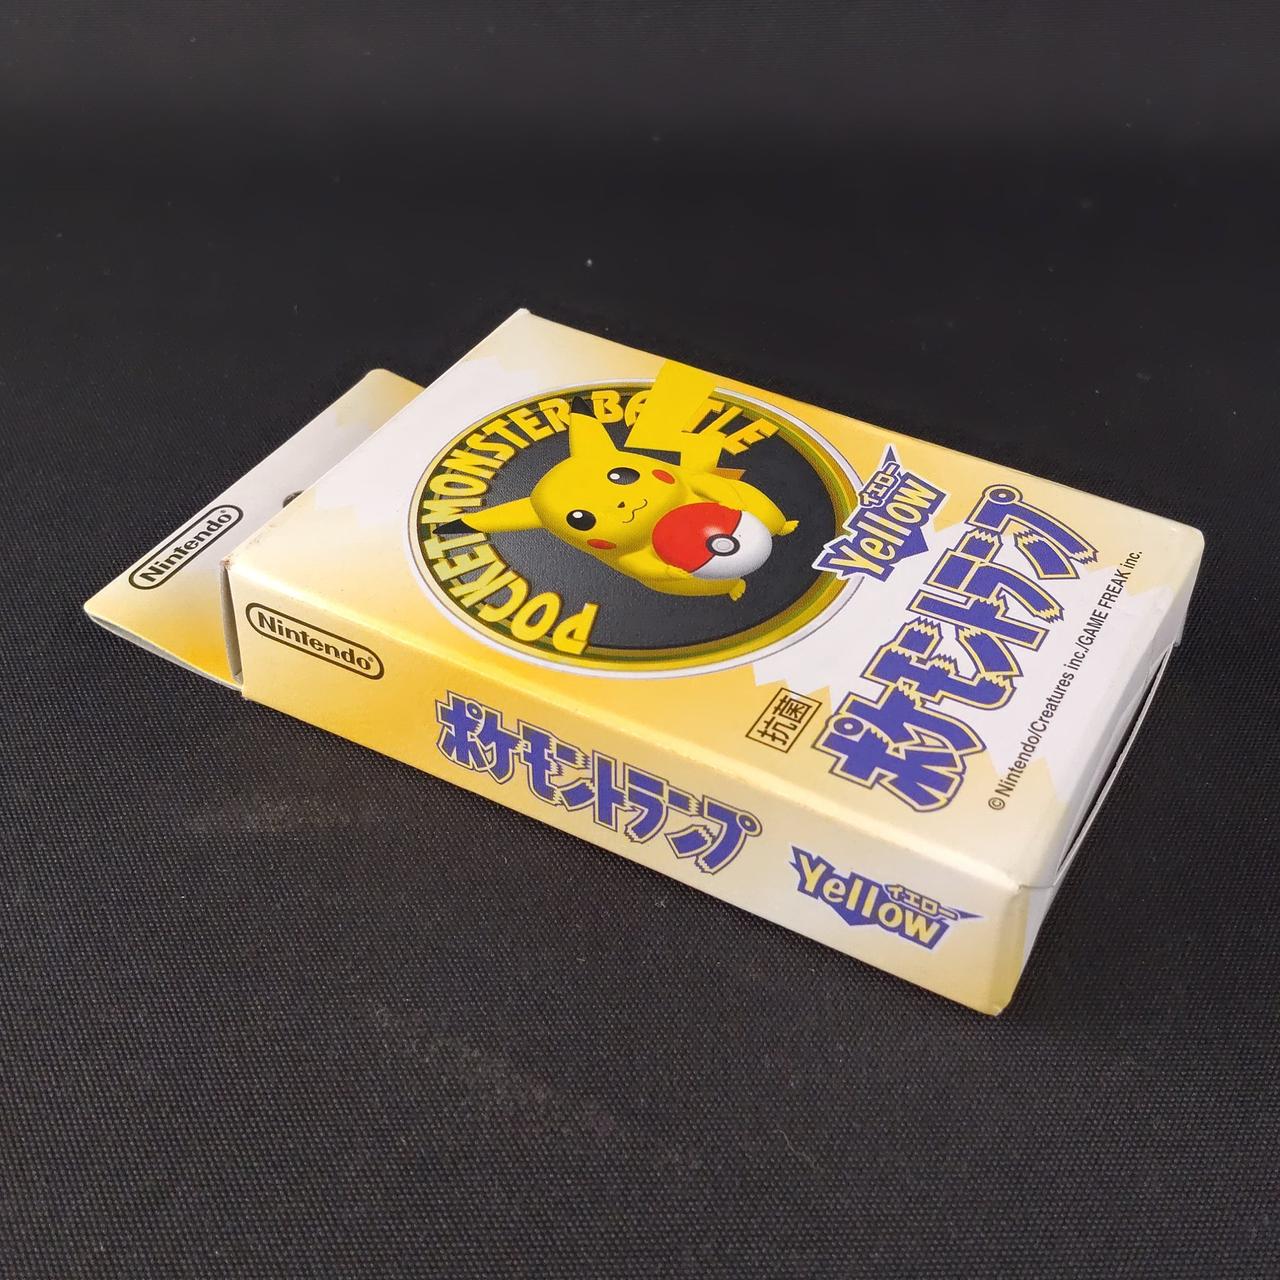 Nintendo
POCKET MONSTER BATTLE
イエロー
Yellow
ポケモントランプ
抗菌
© Nintendo/Creatures inc./GAME FREAK inc.
Nintendo
ポケモントランプ
イエロー
Yellow